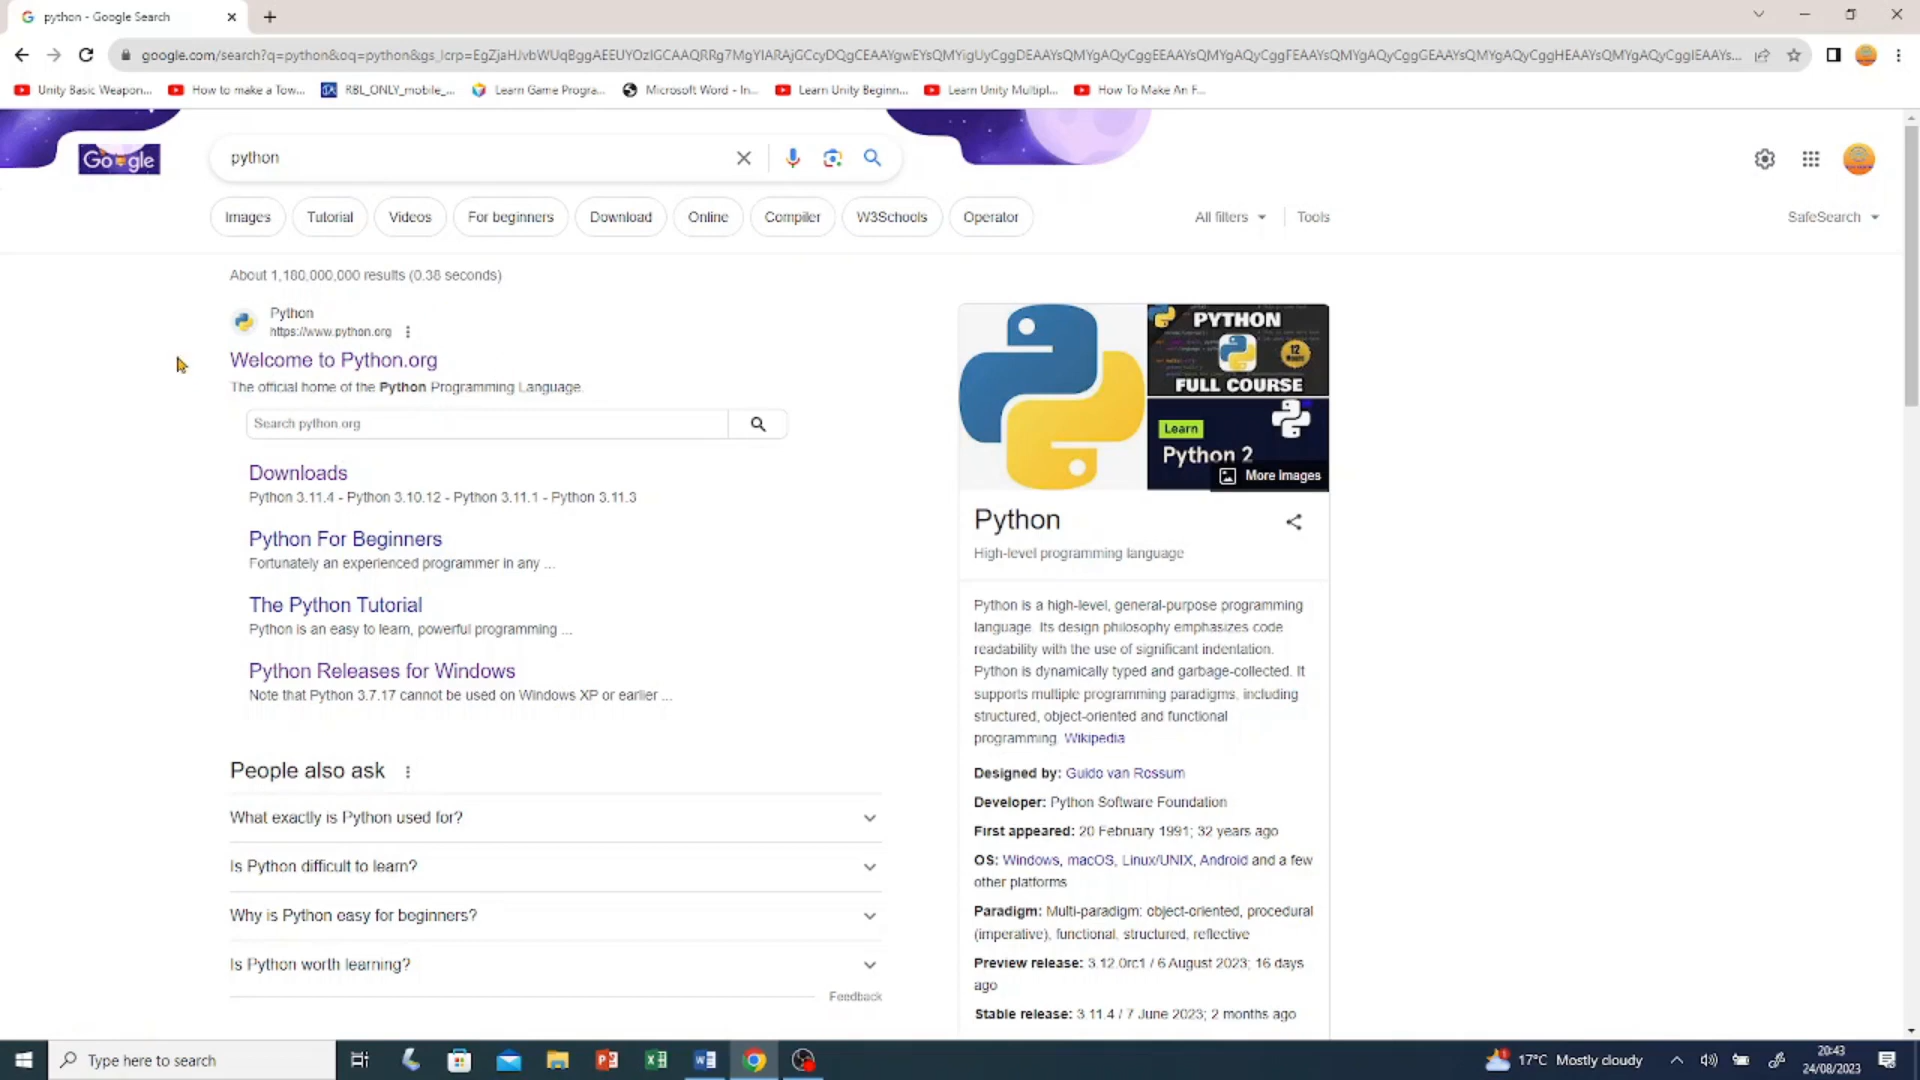 python - Google Search
google.com/search?q=python&oq=python&gs_lcrp=EgZjaHJvbWUqBggAEEUYOzIGCAAQRRg7MgYIARAjGCcyDQgCEAAYgwEYsQMYigUyCggDEAAYsQMYgAQyCggEEAAYsQMYgAQyCggFEAAYsQMYgAQyCggGEAAYsQMYgAQyCggHEAAYsQMYgAQyCggIEAAYs...
Unity Basic Weapon... How to make a Tow... RBL_ONLY_mobile_... Learn Game Progra... Microsoft Word - In... Learn Unity Beginn... Learn Unity Multipl... How To Make An F...
Google
python
Images Tutorial Videos For beginners Download Online Compiler W3Schools Operator All filters Tools SafeSearch
About 1,180,000,000 results (0.38 seconds)
Python
https://www.python.org
Welcome to Python.org
The official home of the Python Programming Language.
Search python.org
Downloads
Python 3.11.4 - Python 3.10.12 - Python 3.11.1 - Python 3.11.3
Python For Beginners
Fortunately an experienced programmer in any ...
The Python Tutorial
Python is an easy to learn, powerful programming ...
Python Releases for Windows
Note that Python 3.7.17 cannot be used on Windows XP or earlier ...
People also ask
What exactly is Python used for?
Is Python difficult to learn?
Why is Python easy for beginners?
Is Python worth learning?
Feedback
PYTHON
12
FULL COURSE
Learn
Python 2
More Images
Python
High-level programming language
Python is a high-level, general-purpose programming
language. Its design philosophy emphasizes code
readability with the use of significant indentation.
Python is dynamically typed and garbage-collected. It
supports multiple programming paradigms, including
structured, object-oriented and functional
programming. Wikipedia
Designed by: Guido van Rossum
Developer: Python Software Foundation
First appeared: 20 February 1991; 32 years ago
OS: Windows, macOS, Linux/UNIX, Android and a few
other platforms
Paradigm: Multi-paradigm: object-oriented, procedural
(imperative), functional, structured, reflective
Preview release: 3.12.0rc1 / 6 August 2023; 16 days
ago
Stable release: 3.11.4 / 7 June 2023; 2 months ago
Type here to search
17°C Mostly cloudy
20:43
24/08/2023